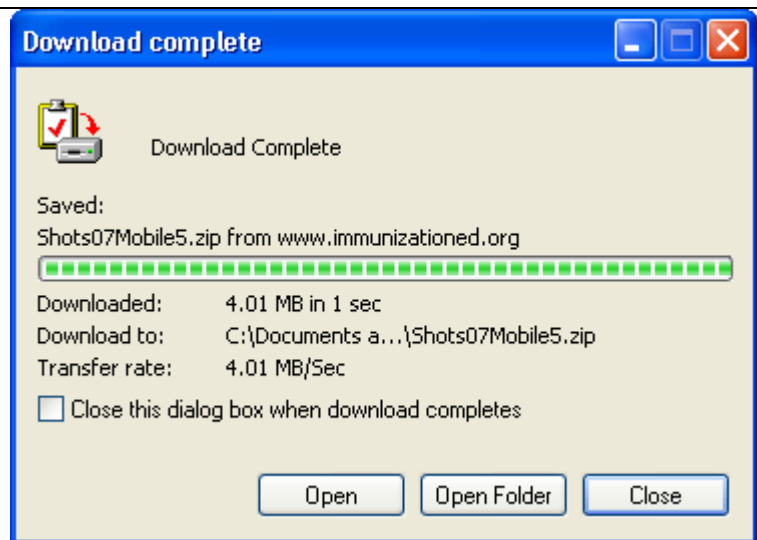 Download complete
Download Complete
Saved:
Shots07Mobile5.zip from www.immunizationed.org
Downloaded: 4.01 MB in 1 sec
Download to: C:\Documents a...\Shots07Mobile5.zip
Transfer rate: 4.01 MB/Sec
Close this dialog box when download completes
Open Open Folder Close